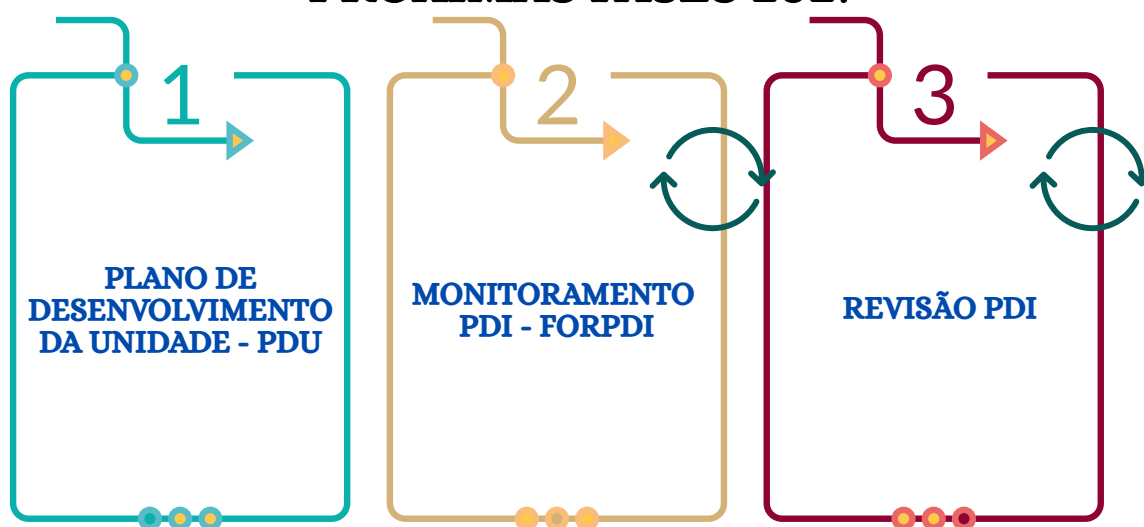 1
PLANO DE
DESENVOLVIMENTO
DA UNIDADE - PDU
2
MONITORAMENTO
PDI - FORPDI
3
REVISÃO PDI